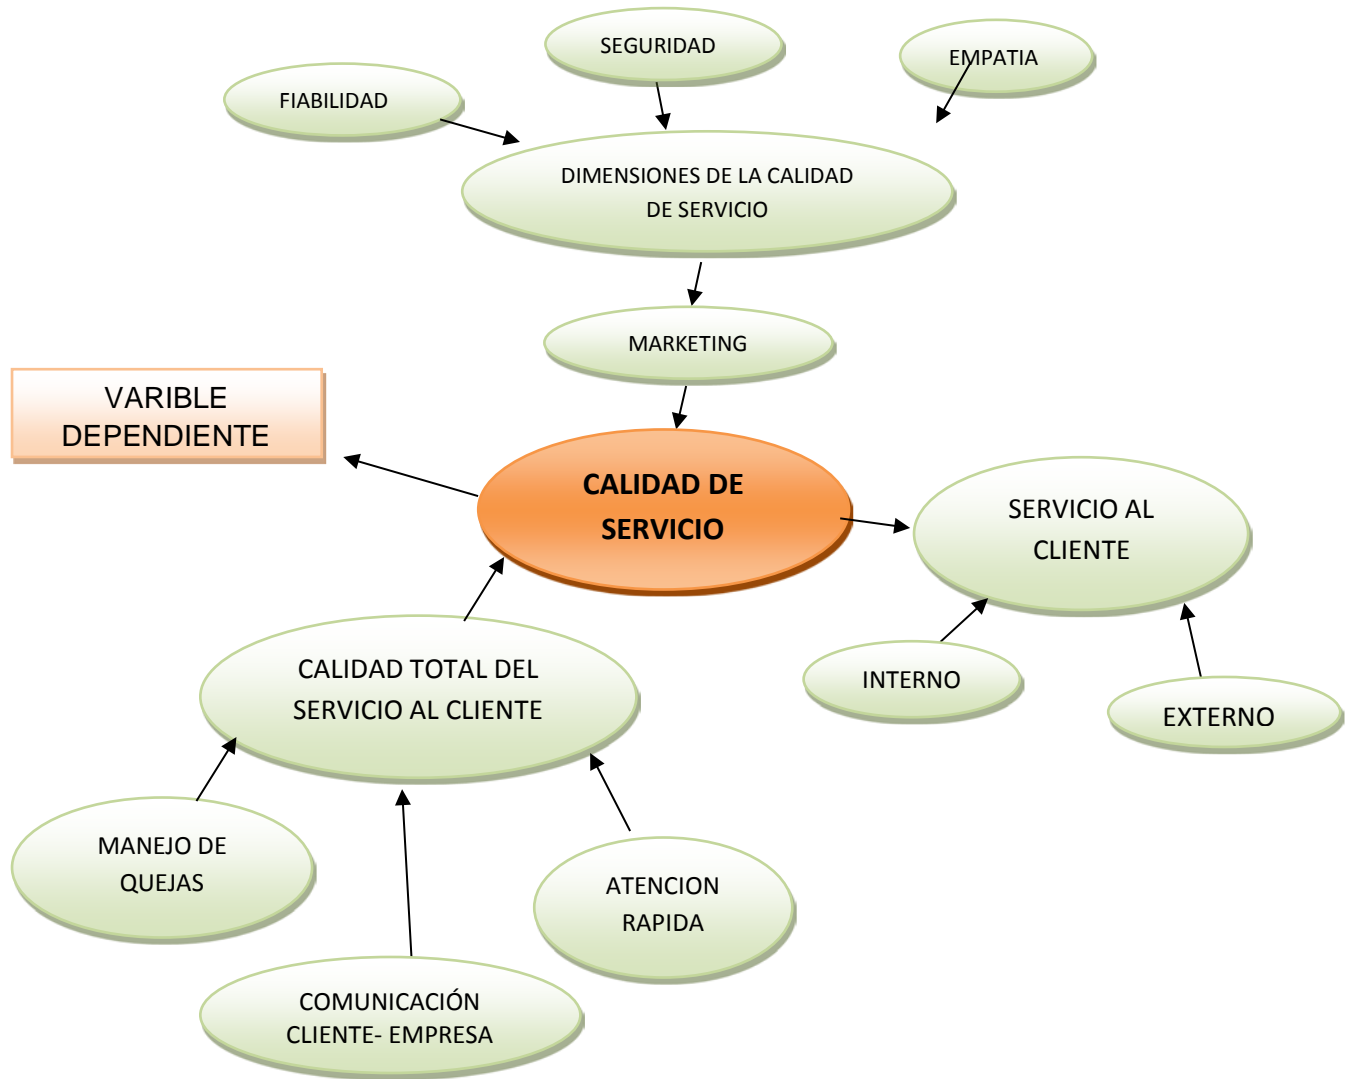 SEGURIDAD
EMPATIA
FIABILIDAD
DIMENSIONES DE LA CALIDAD
DE SERVICIO
MARKETING
VARIBLE
DEPENDIENTE
CALIDAD DE
SERVICIO
SERVICIO AL
CLIENTE
CALIDAD TOTAL DEL
SERVICIO AL CLIENTE
INTERNO
EXTERNO
MANEJO DE
QUEJAS
ATENCION
RAPIDA
COMUNICACIÓN
CLIENTE- EMPRESA